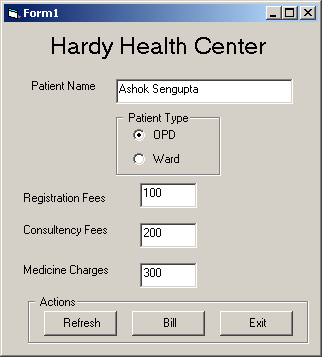 Form1
Hardy Health Center
Patient Name Ashok Sengupta
Patient Type
OPD
Ward
Registration Fees 100
Consultency Fees 200
Medicine Charges 300
Actions
Refresh Bill Exit